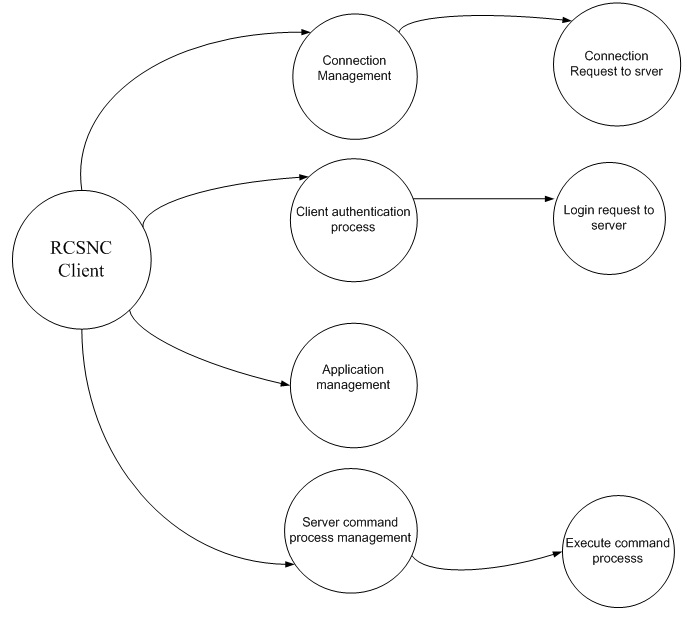 Connection
Management
Connection
Request to srver
Client authentication
process
Login request to
server
RCSNC
Client
Application
management
Server command
process management
Execute command
processs